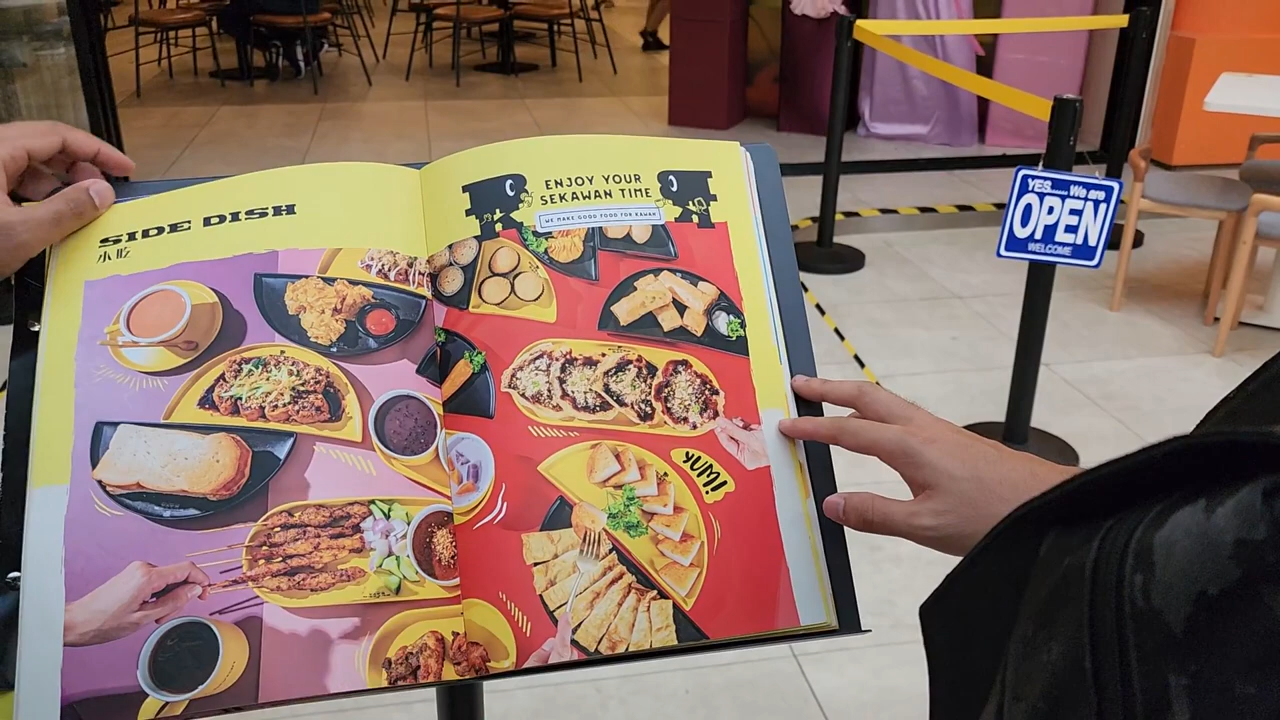 SIDE DISH
小吃
ENJOY YOUR
SEKAWAN TIME
WE MAKE GOOD FOOD FOR KAWAN
YUM!
YES..... We are
OPEN
WELCOME